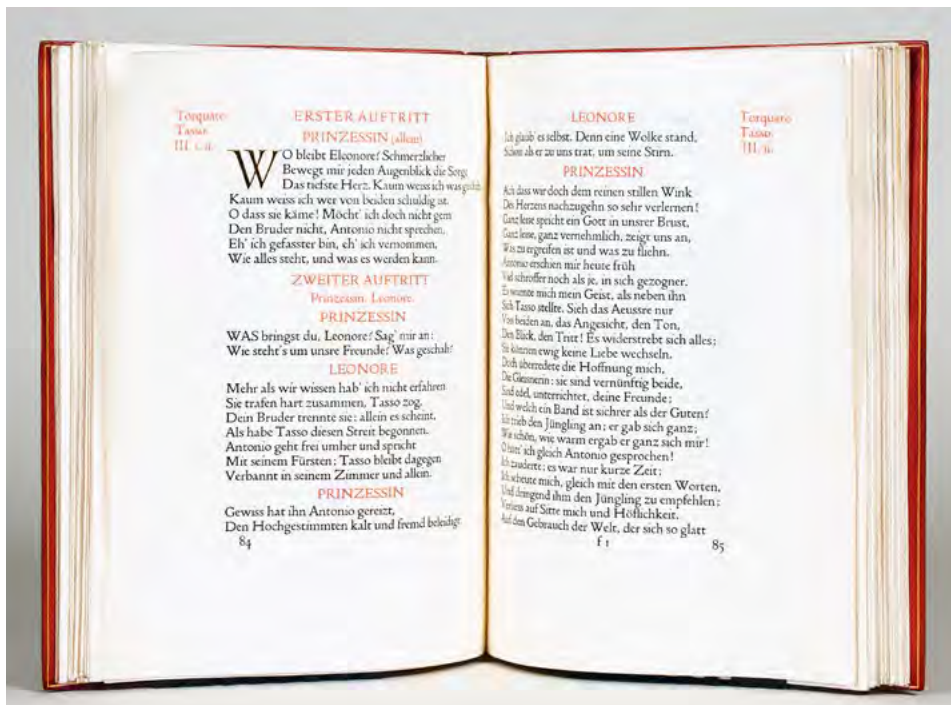 Torquato
Tasso.
III. i. ii.
ERSTER AUFTRITT
PRINZESSIN (allein)
WO bleibt Eleonore? Schmerzlicher
Bewegt mir jeden Augenblick die Sorge
Das tiefste Herz. Kaum weiss ich was geschah,
Kaum weiss ich wer von beiden schuldig ist.
O dass sie käme! Möcht' ich doch nicht gern
Den Bruder nicht, Antonio nicht sprechen,
Eh' ich gefasster bin, eh' ich vernommen,
Wie alles steht, und was es werden kann.
ZWEITER AUFTRITT
Prinzessin. Leonore.
PRINZESSIN
WAS bringst du, Leonore? Sag' mir an:
Wie steht's um unsre Freunde? Was geschah?
LEONORE
Mehr als wir wissen hab' ich nicht erfahren.
Sie trafen hart zusammen, Tasso zog,
Dein Bruder trennte sie: allein es scheint,
Als habe Tasso diesen Streit begonnen.
Antonio geht frei umher und spricht
Mit seinem Fürsten; Tasso bleibt dagegen
Verbannt in seinem Zimmer und allein.
PRINZESSIN
Gewiss hat ihn Antonio gereizt,
Den Hochgestimmten kalt und fremd beleidigt.
84
LEONORE
Ich glaub' es selbst. Denn eine Wolke stand,
Schon als er zu uns trat, um seine Stirn.
PRINZESSIN
Ach dass wir doch dem reinen stillen Wink
Des Herzens nachzugehn so sehr verlernen!
Ganz leise spricht ein Gott in unsrer Brust,
Ganz leise, ganz vernehmlich, zeigt uns an,
Was zu ergreifen ist und was zu fliehn.
Antonio erschien mir heute früh
Viel schroffer noch als je, in sich gezogner.
Es warnte mich mein Geist, als neben ihn
Sich Tasso stellte. Sieh das Aeussre nur
Von beiden an, das Angesicht, den Ton,
Den Blick, den Tritt! Es widerstrebt sich alles;
Sie können ewig keine Liebe wechseln.
Doch überredete die Hoffnung mich,
Die Gleissnerin: sie sind vernünftig beide,
Sind edel, unterrichtet, deine Freunde;
Und welch ein Band ist sichrer als der Guten?
Ich trieb den Jüngling an; er gab sich ganz;
Wie schön, wie warm ergab er ganz sich mir!
O hätt' ich gleich Antonio gesprochen!
Ich zauderte; es war nur kurze Zeit;
Ich scheute mich, gleich mit den ersten Worten,
Und dringend ihm den Jüngling zu empfehlen;
Verliess auf Sitte mich und Höflichkeit,
Auf den Gebrauch der Welt, der sich so glatt
f 1
85
Torquato
Tasso.
III. ii.